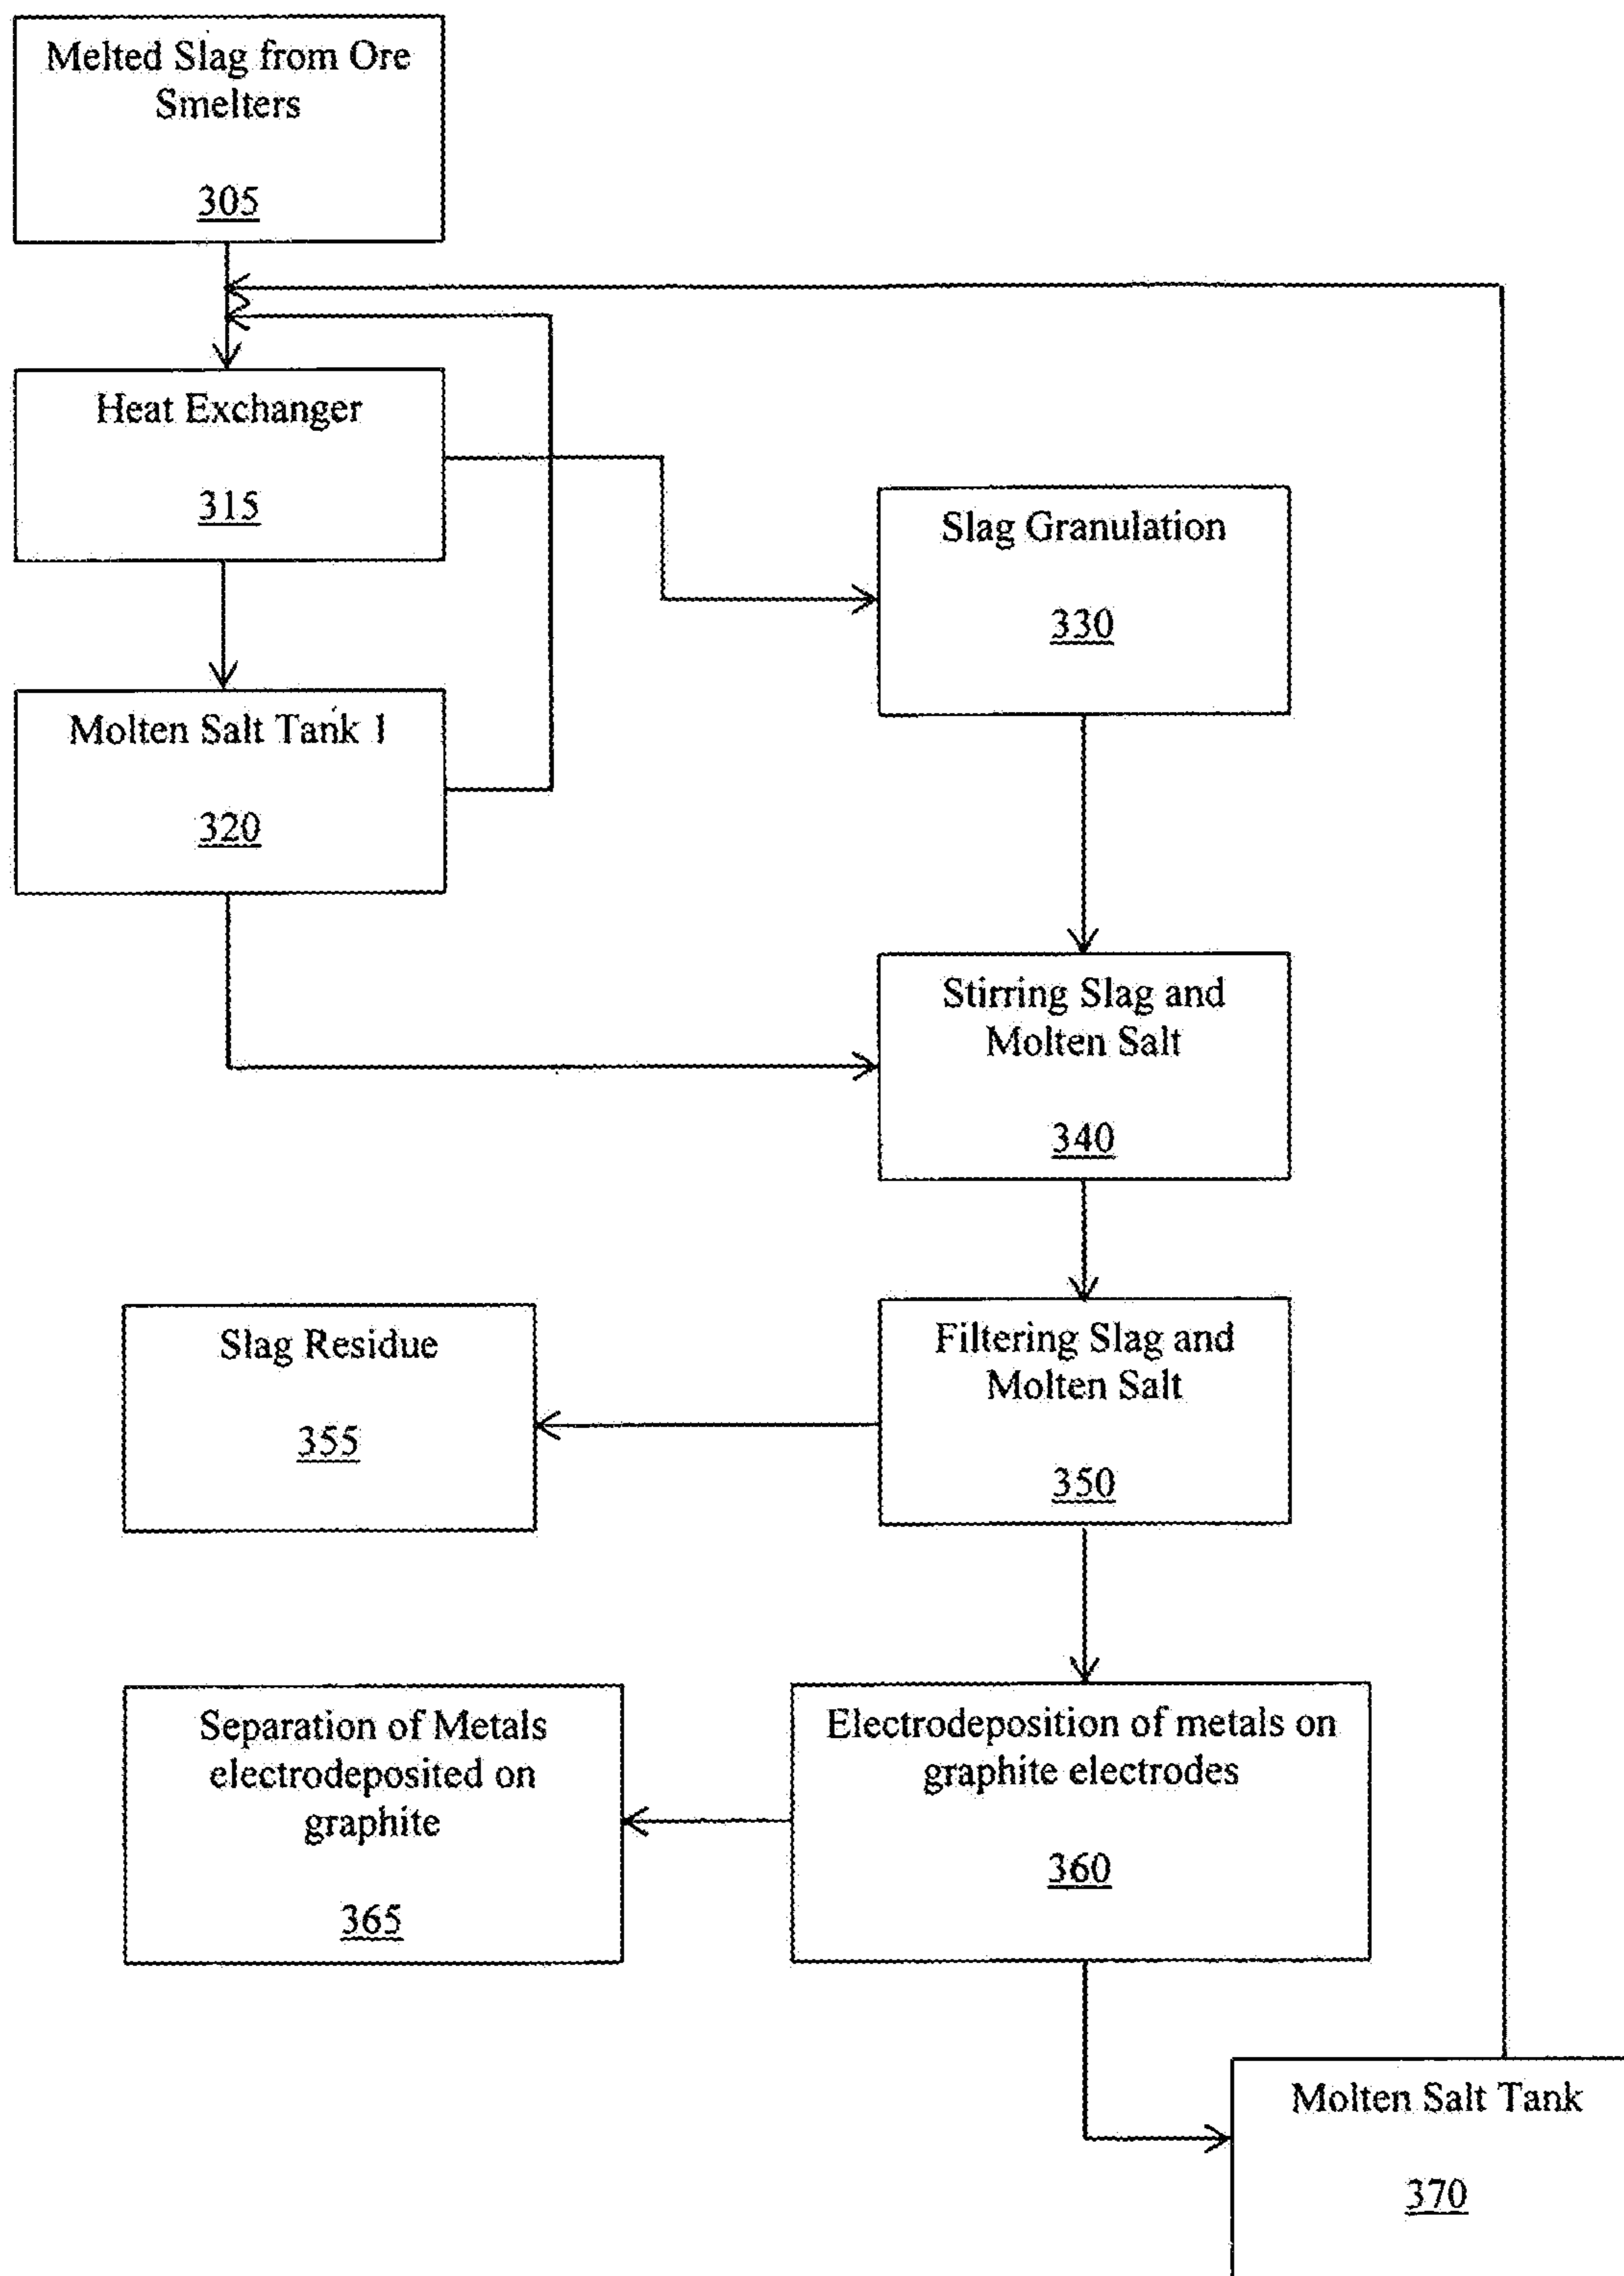 Melted Slag from Ore
Smelters
305
Heat Exchanger
315
Slag Granulation
330
Molten Salt Tank 1
320
Stirring Slag and
Molten Salt
340
Slag Residue
355
Filtering Slag and
Molten Salt
350
Separation of Metals
electrodeposited on
graphite
365
Electrodeposition of metals on
graphite electrodes
360
Molten Salt Tank
370